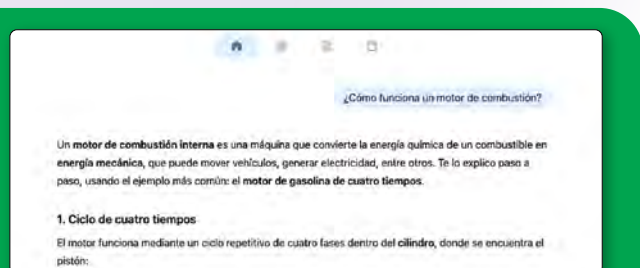 ¿Cómo funciona un motor de combustión?
Un motor de combustión interna es una máquina que convierte la energía química de un combustible en
energía mecánica, que puede mover vehículos, generar electricidad, entre otros. Te lo explico paso a
paso, usando el ejemplo más común: el motor de gasolina de cuatro tiempos.
1. Ciclo de cuatro tiempos
El motor funciona mediante un ciclo repetitivo de cuatro fases dentro del cilindro, donde se encuentra el
pistón: